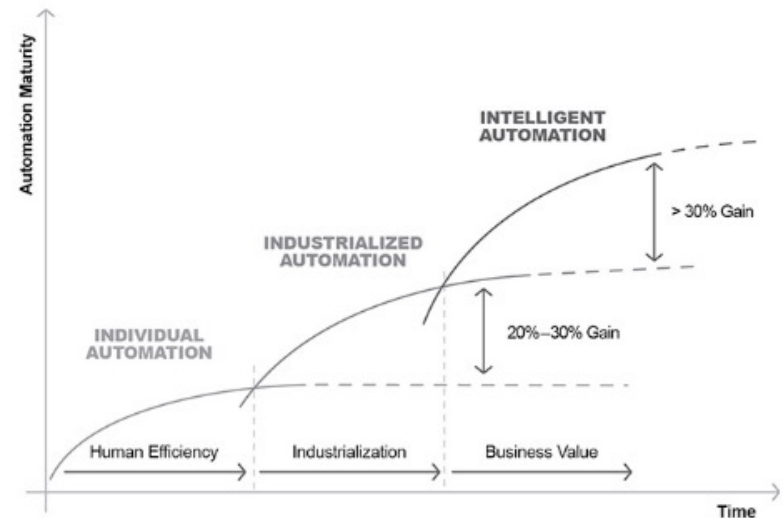 Automation Maturity
INTELLIGENT
AUTOMATION
> 30% Gain
INDUSTRIALIZED
AUTOMATION
20%–30% Gain
INDIVIDUAL
AUTOMATION
Human Efficiency
Industrialization
Business Value
Time